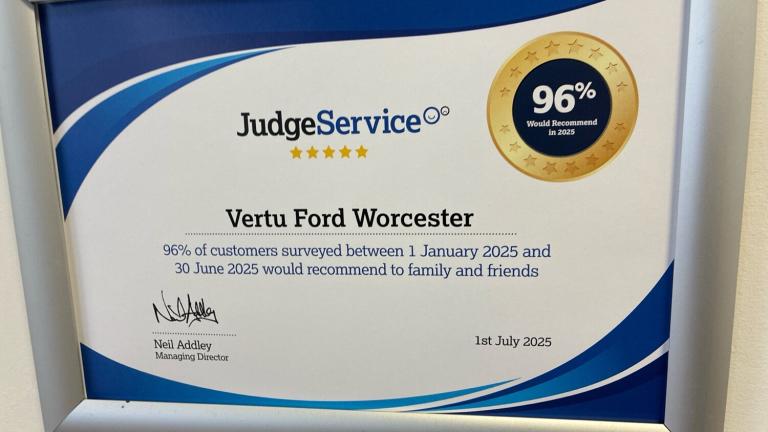 JudgeService
96%
Would Recommend
in 2025
Vertu Ford Worcester
96% of customers surveyed between 1 January 2025 and
30 June 2025 would recommend to family and friends
Neil Addley
Managing Director
1st July 2025